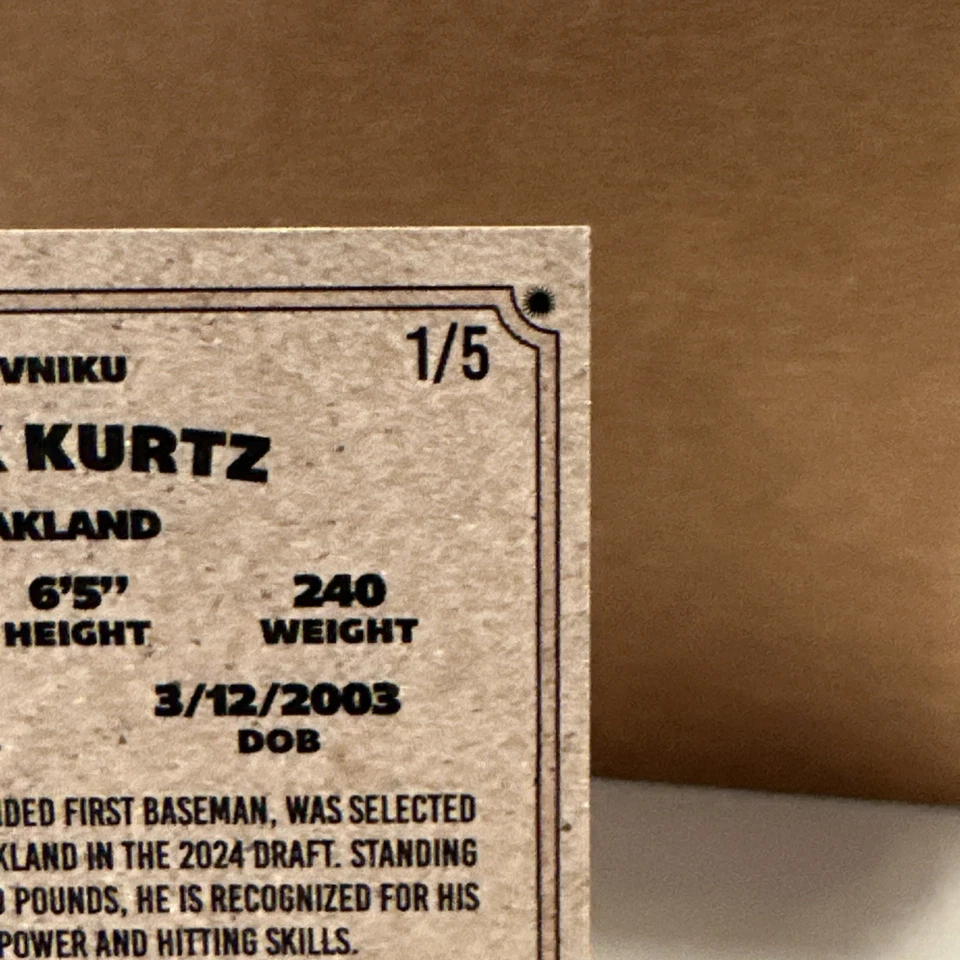 1/5
VNIKU
KURTZ
AKLAND
6'5" 240
HEIGHT WEIGHT
3/12/2003
DOB
DED FIRST BASEMAN, WAS SELECTED
KLAND IN THE 2024 DRAFT. STANDING
POUNDS, HE IS RECOGNIZED FOR HIS
POWER AND HITTING SKILLS.